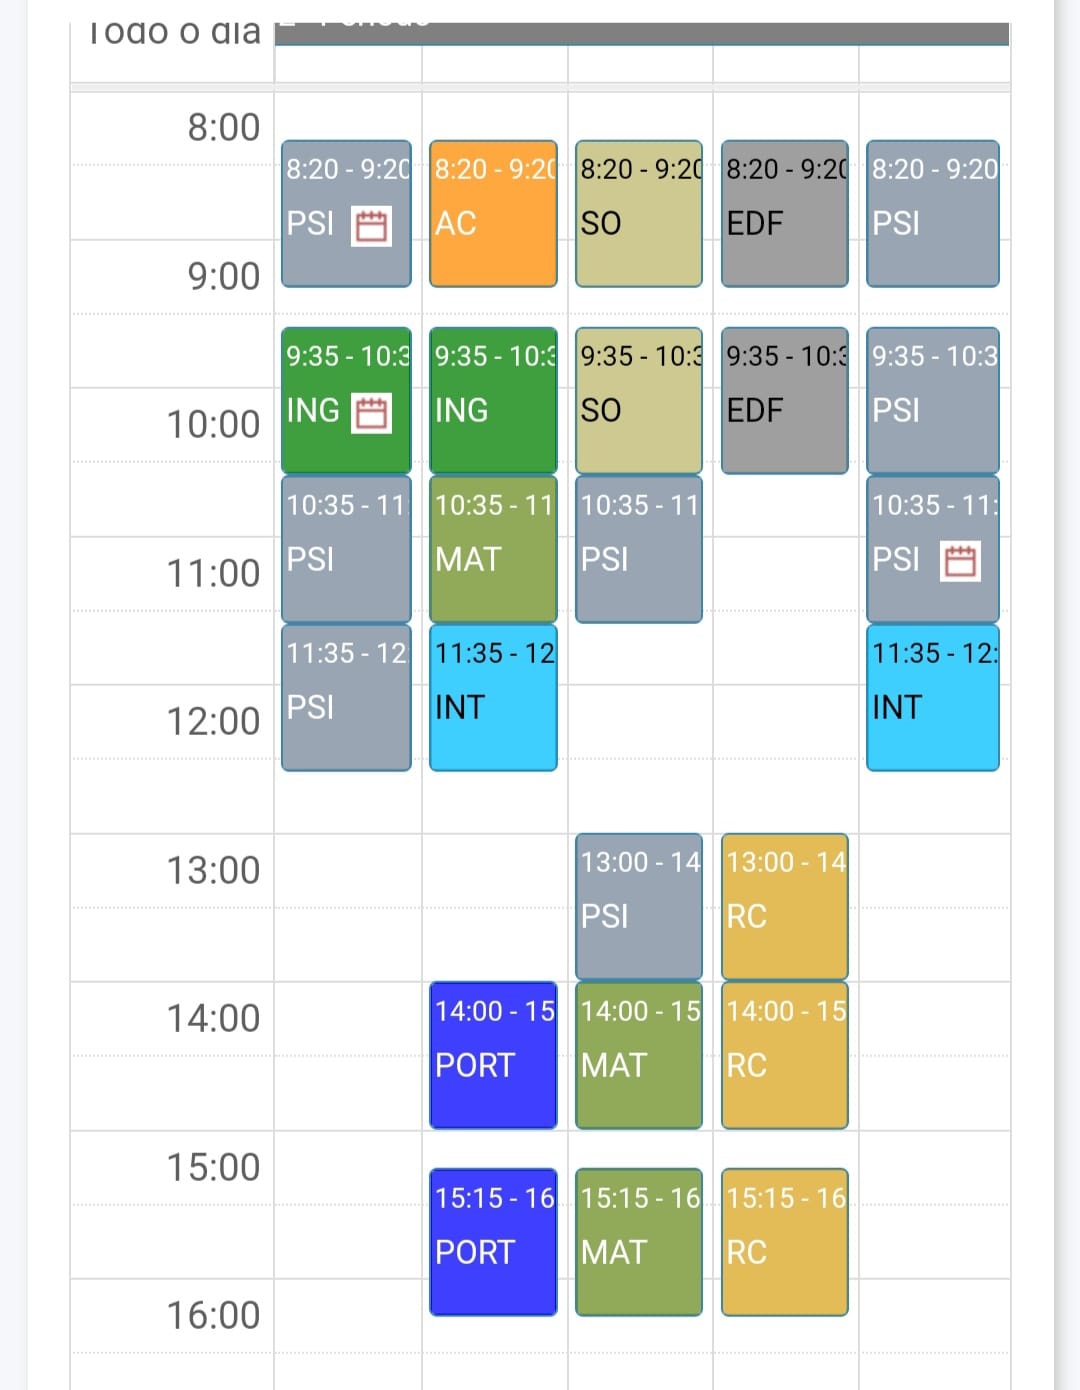 Todo o dia
2º Período
8:00
8:20 - 9:20
PSI
8:20 - 9:20
AC
8:20 - 9:20
SO
8:20 - 9:20
EDF
8:20 - 9:20
PSI
9:00
9:35 - 10:3
ING
9:35 - 10:3
ING
9:35 - 10:3
SO
9:35 - 10:3
EDF
9:35 - 10:3
PSI
10:00
10:35 - 11
PSI
10:35 - 11
MAT
10:35 - 11
PSI
10:35 - 11:
PSI
11:00
11:35 - 12
PSI
11:35 - 12
INT
11:35 - 12:
INT
12:00
13:00
13:00 - 14
PSI
13:00 - 14
RC
14:00
14:00 - 15
PORT
14:00 - 15
MAT
14:00 - 15
RC
15:00
15:15 - 16
PORT
15:15 - 16
MAT
15:15 - 16
RC
16:00